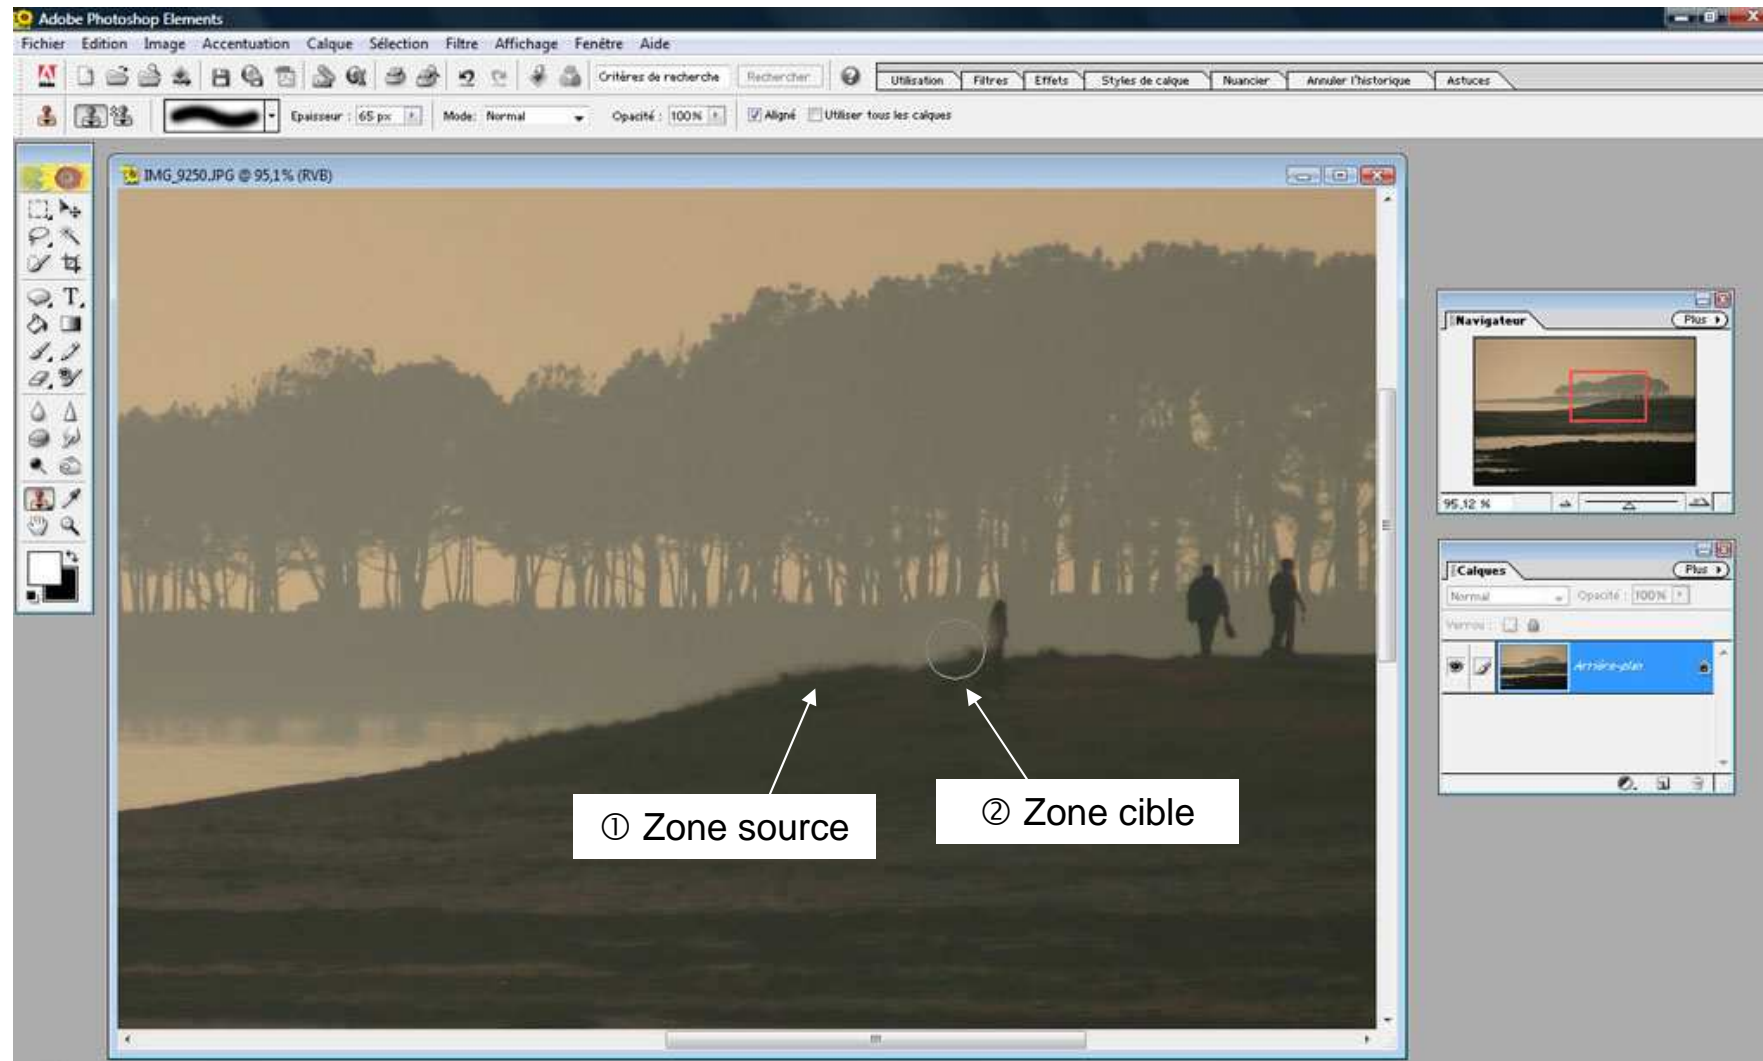 Adobe Photoshop Elements
Fichier Edition Image Accentuation Calque Sélection Filtre Affichage Fenêtre Aide
Critères de recherche Rechercher Utilisation Filtres Effets Styles de calque Nuancier Annuler l'historique Astuces
Epaisseur : 65 px Mode: Normal Opacité : 100% Aligné Utiliser tous les calques
IMG_9250.JPG @ 95,1% (RVB)
T
Navigateur Plus
95,12 %
Calques Plus
Normal Opacité : 100%
Verrou :
Arrière-plan
① Zone source
② Zone cible